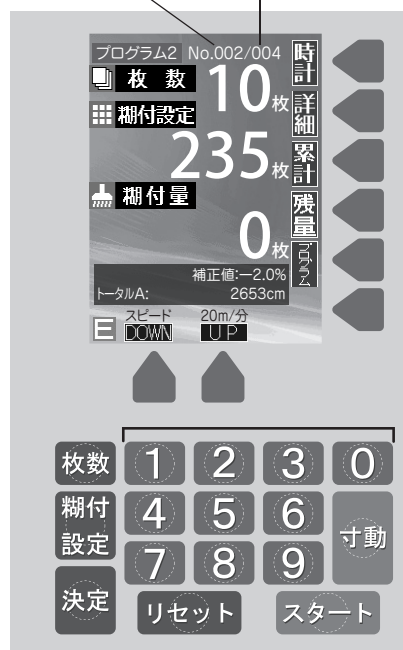 プログラム2 No.002/004
枚 数
10枚
糊付設定
235枚
糊付量
0枚
補正値:−2.0%
トータルA: 2653cm
E スピード DOWN 20m/分 UP
時計
詳細
累計
残量
プログラム
枚数 1 2 3 0
糊付設定 4 5 6 寸動
7 8 9
決定 リセット スタート